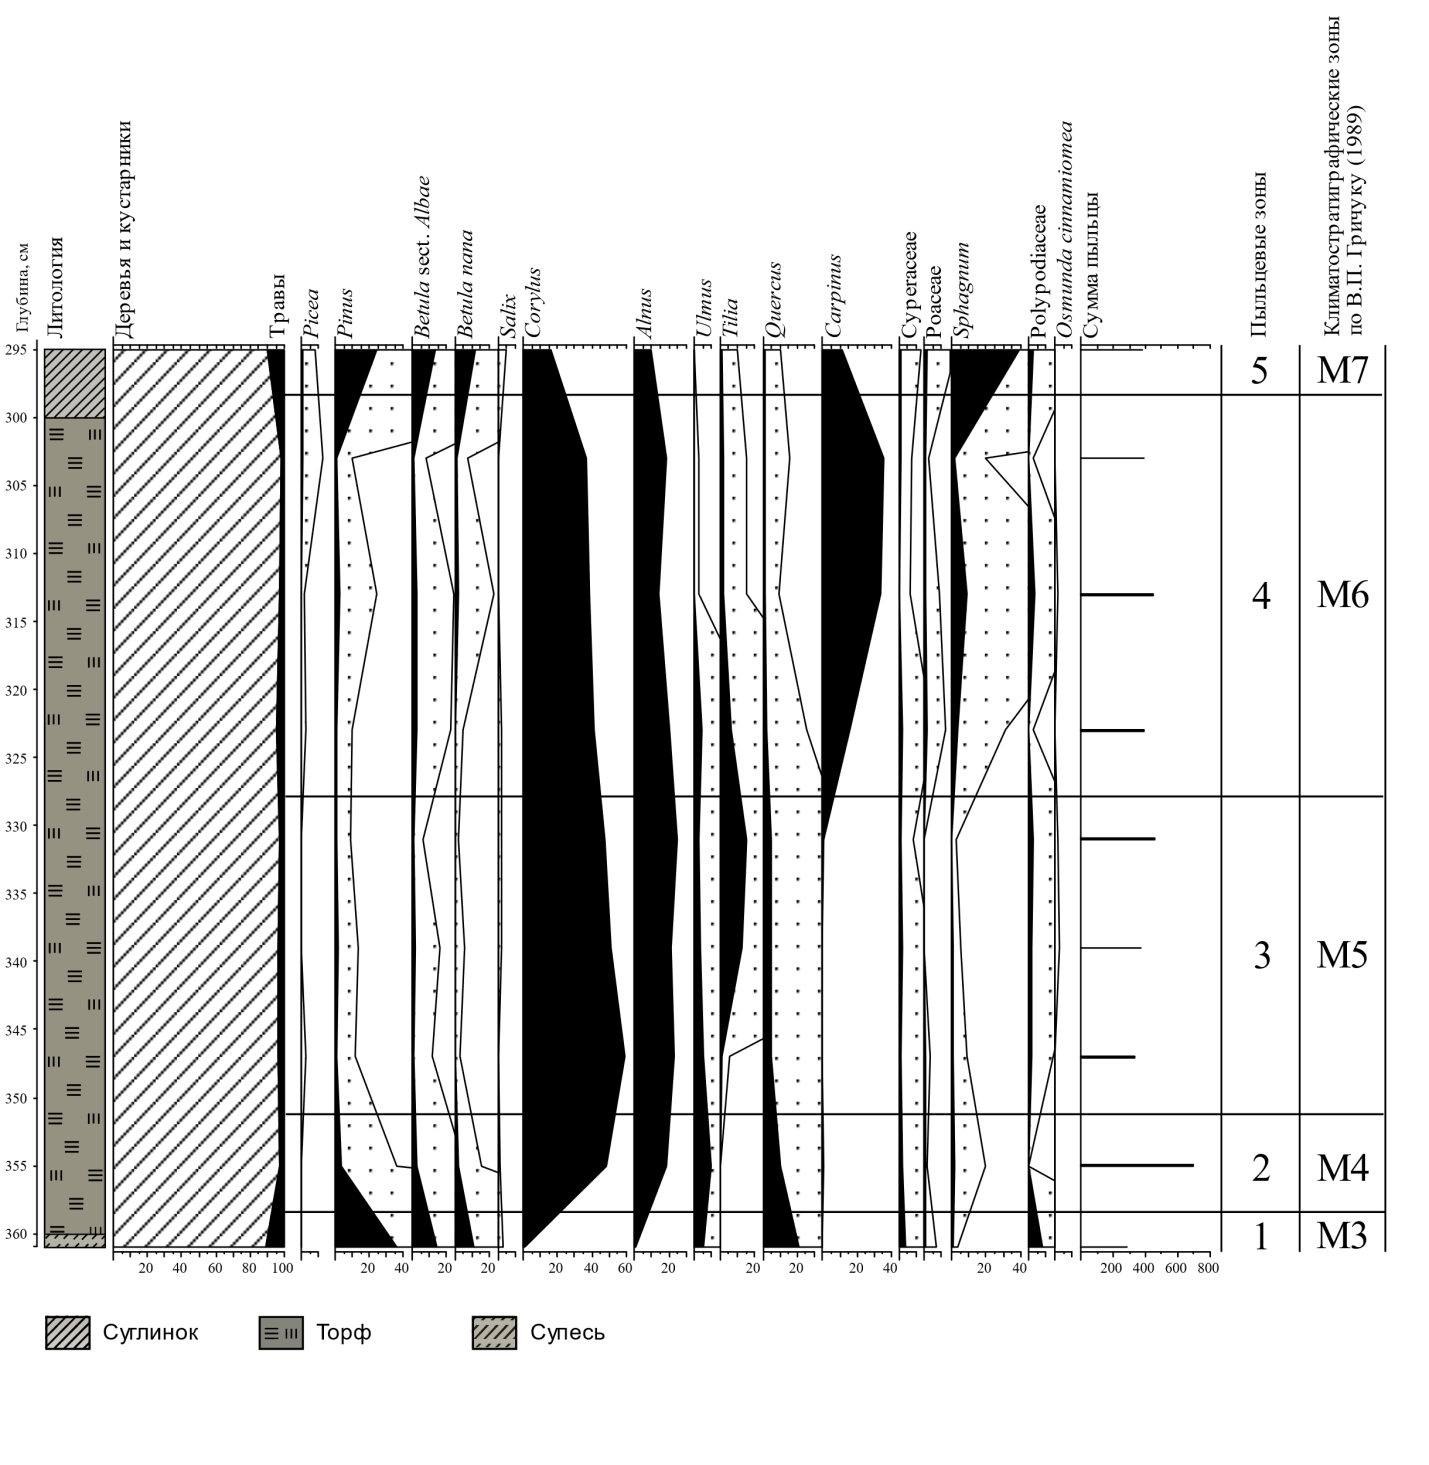 Глубина, см
Литология
Деревья и кустарники
Травы
Picea
Pinus
Betula sect. Albae
Betula nana
Salix
Corylus
Alnus
Ulmus
Tilia
Quercus
Carpinus
Cyperaceae
Poaceae
Sphagnum
Polypodiaceae
Osmunda cinnamiomea
Сумма пыльцы
Пыльцевые зоны
Климатостратиграфические зоны
по В.П. Гричуку (1989)
295
300
305
310
315
320
325
330
335
340
345
350
355
360
5 M7
4 M6
3 M5
2 M4
1 M3
20 40 60 80 100 20 40 20 20 20 40 60 20 20 20 20 40 20 40 200 400 600 800
Суглинок Торф Супесь